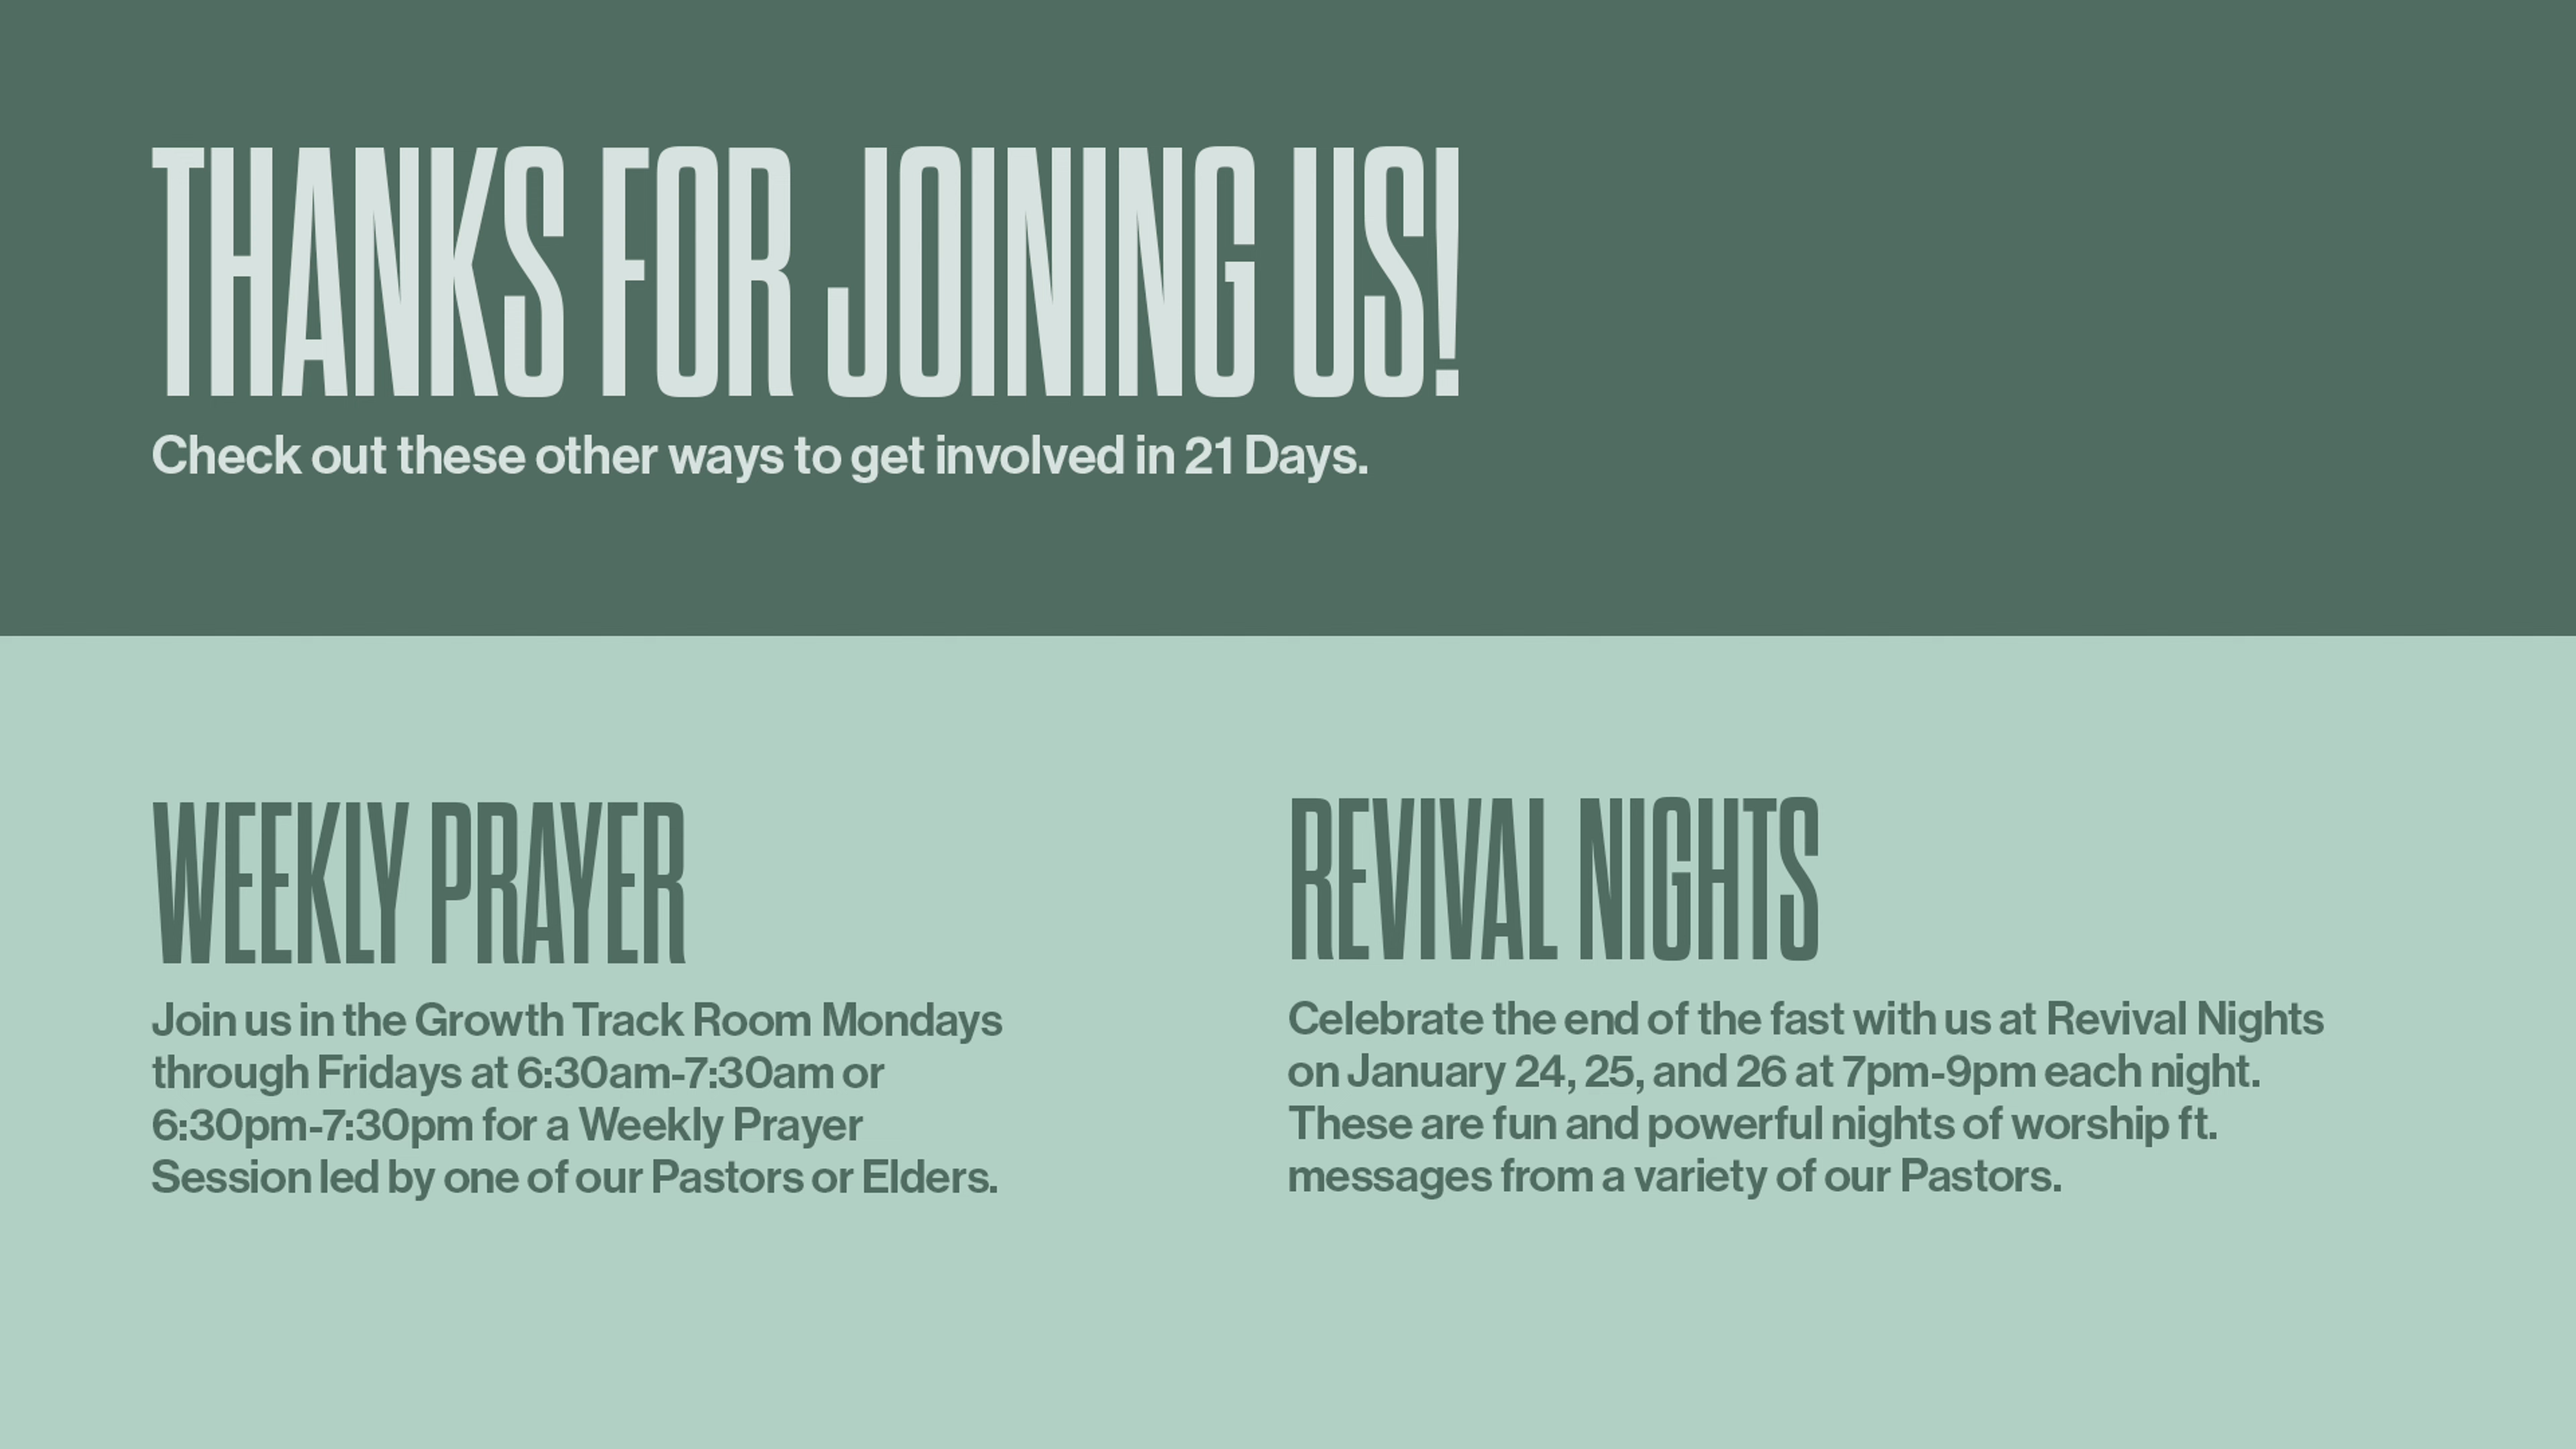 THANKS FOR JOINING US!
Check out these other ways to get involved in 21 Days.
WEEKLY PRAYER
Join us in the Growth Track Room Mondays
through Fridays at 6:30am-7:30am or
6:30pm-7:30pm for a Weekly Prayer
Session led by one of our Pastors or Elders.
REVIVAL NIGHTS
Celebrate the end of the fast with us at Revival Nights
on January 24, 25, and 26 at 7pm-9pm each night.
These are fun and powerful nights of worship ft.
messages from a variety of our Pastors.